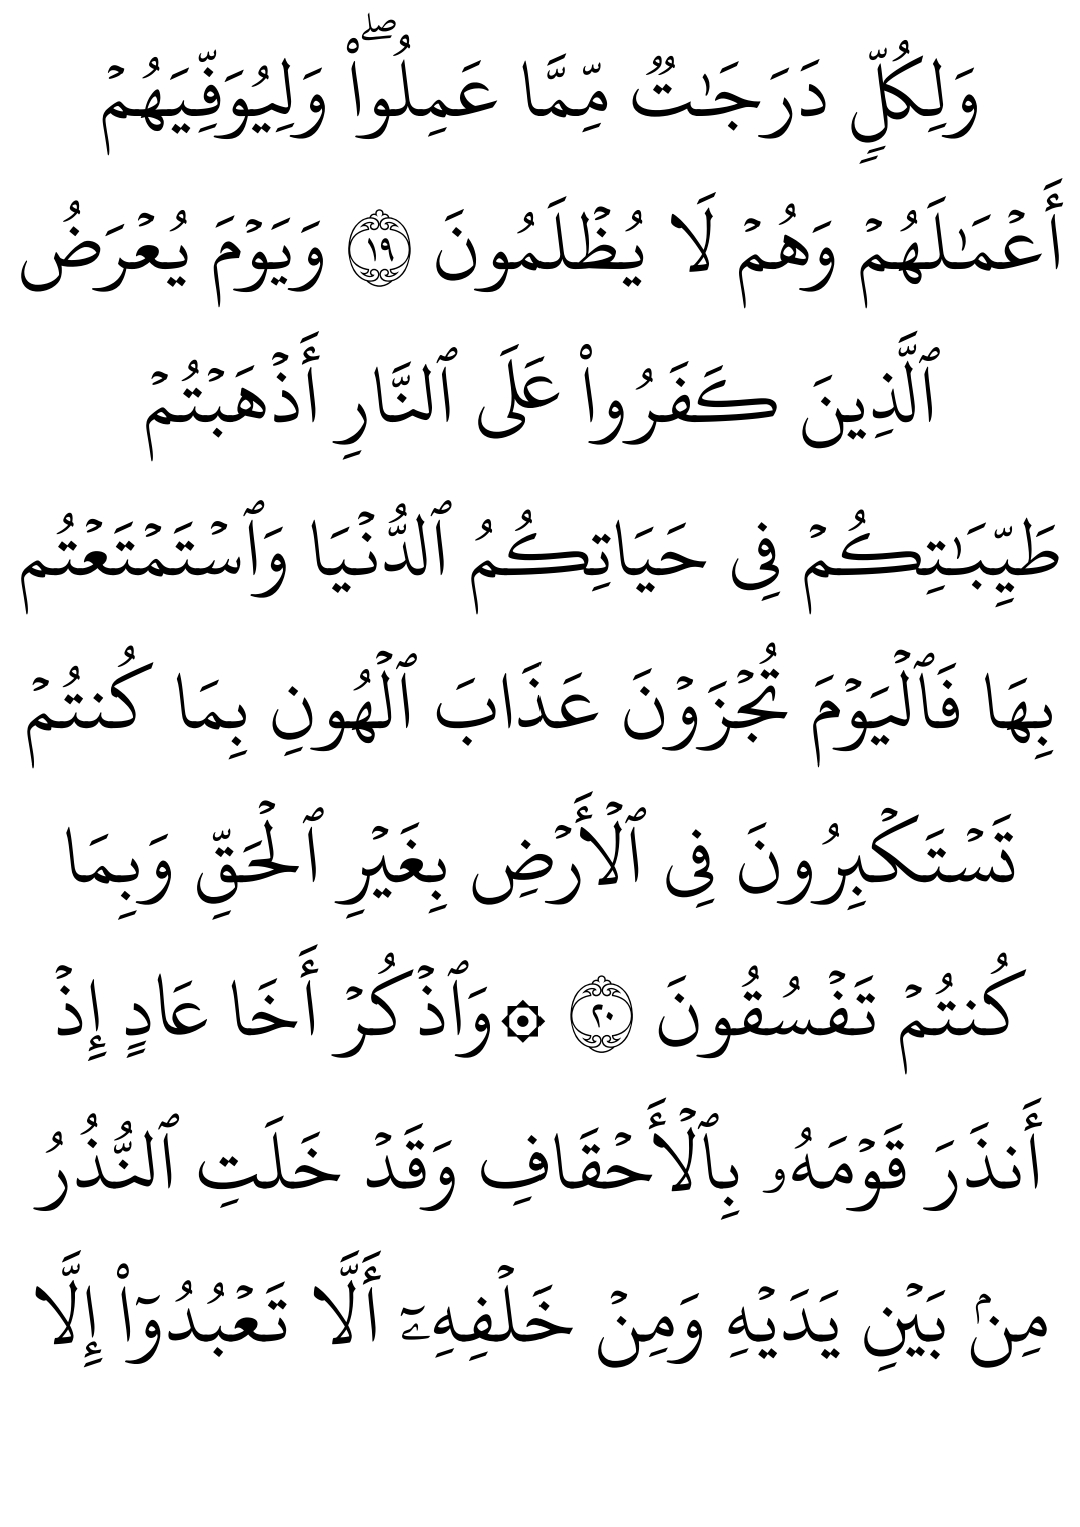 وَلِكُلٍّ دَرَجَٰتٌ مِّمَّا عَمِلُوا۟ ۖ وَلِيُوَفِّيَهُمْ
أَعْمَٰلَهُمْ وَهُمْ لَا يُظْلَمُونَ ١٩ وَيَوْمَ يُعْرَضُ
ٱلَّذِينَ كَفَرُوا۟ عَلَى ٱلنَّارِ أَذْهَبْتُمْ
طَيِّبَٰتِكُمْ فِى حَيَاتِكُمُ ٱلدُّنْيَا وَٱسْتَمْتَعْتُم
بِهَا فَٱلْيَوْمَ تُجْزَوْنَ عَذَابَ ٱلْهُونِ بِمَا كُنتُمْ
تَسْتَكْبِرُونَ فِى ٱلْأَرْضِ بِغَيْرِ ٱلْحَقِّ وَبِمَا
كُنتُمْ تَفْسُقُونَ ٢٠ ۞ وَٱذْكُرْ أَخَا عَادٍ إِذْ
أَنذَرَ قَوْمَهُۥ بِٱلْأَحْقَافِ وَقَدْ خَلَتِ ٱلنُّذُرُ
مِنۢ بَيْنِ يَدَيْهِ وَمِنْ خَلْفِهِۦٓ أَلَّا تَعْبُدُوٓا۟ إِلَّا